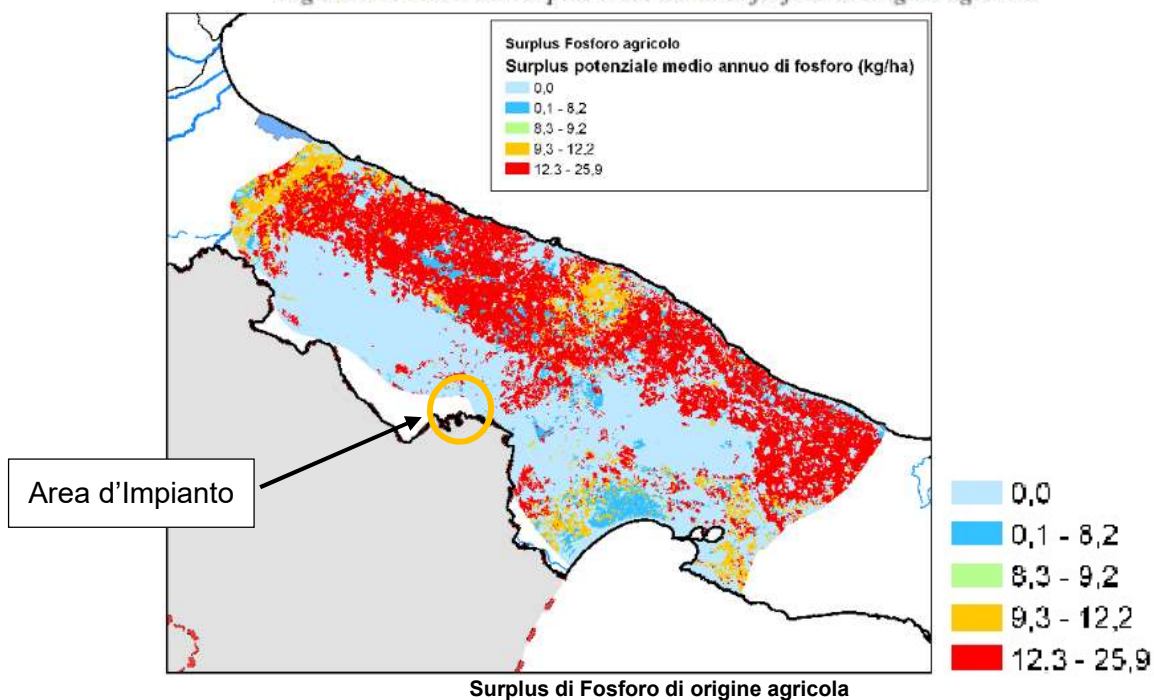 Surplus Fosforo agricolo
Surplus potenziale medio annuo di fosforo (kg/ha)
0,0
0,1 - 8,2
8,3 - 9,2
9,3 - 12,2
12.3 - 25,9
Area d'Impianto
0,0
0,1 - 8,2
8,3 - 9,2
9,3 - 12,2
12.3 - 25,9
Surplus di Fosforo di origine agricola